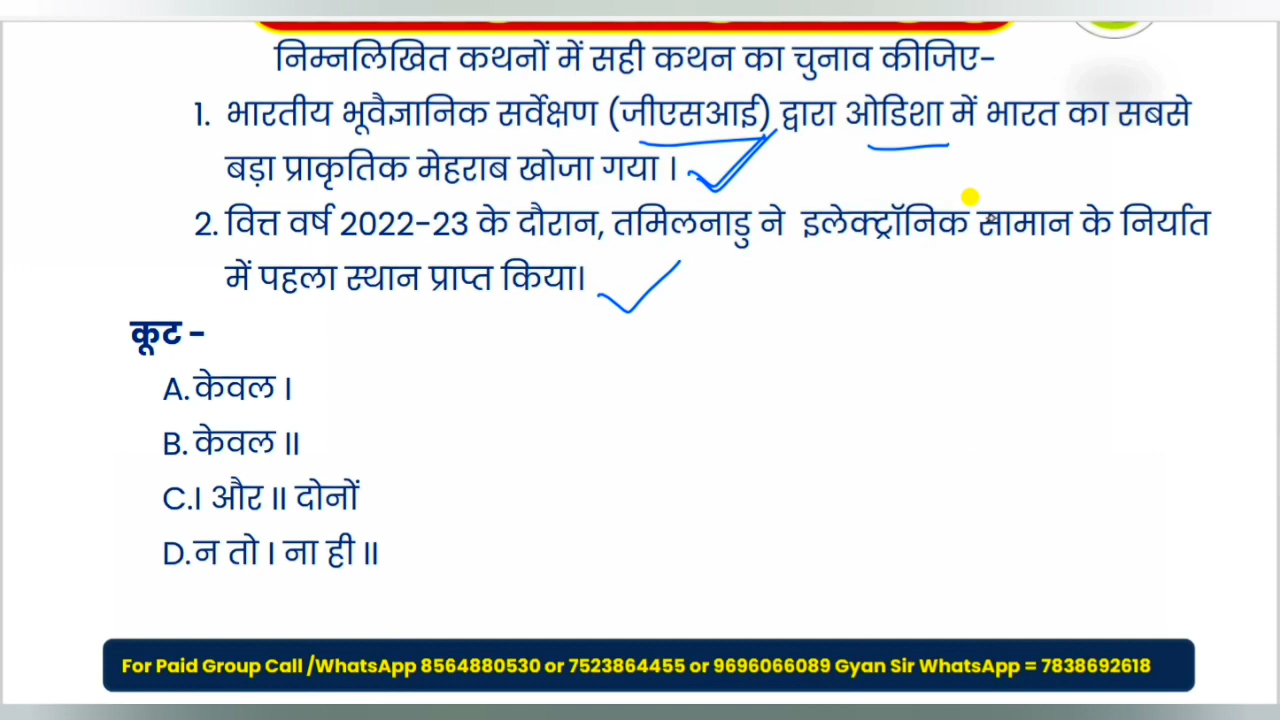 निम्नलिखित कथनों में सही कथन का चुनाव कीजिए-
1. भारतीय भूवैज्ञानिक सर्वेक्षण (जीएसआई) द्वारा ओडिशा में भारत का सबसे
बड़ा प्राकृतिक मेहराब खोजा गया ।
2. वित्त वर्ष 2022-23 के दौरान, तमिलनाडु ने इलेक्ट्रॉनिक सामान के निर्यात
में पहला स्थान प्राप्त किया।
कूट -
A. केवल I
B. केवल II
C.I और II दोनों
D.न तो I ना ही II
For Paid Group Call /WhatsApp 8564880530 or 7523864455 or 9696066089 Gyan Sir WhatsApp = 7838692618